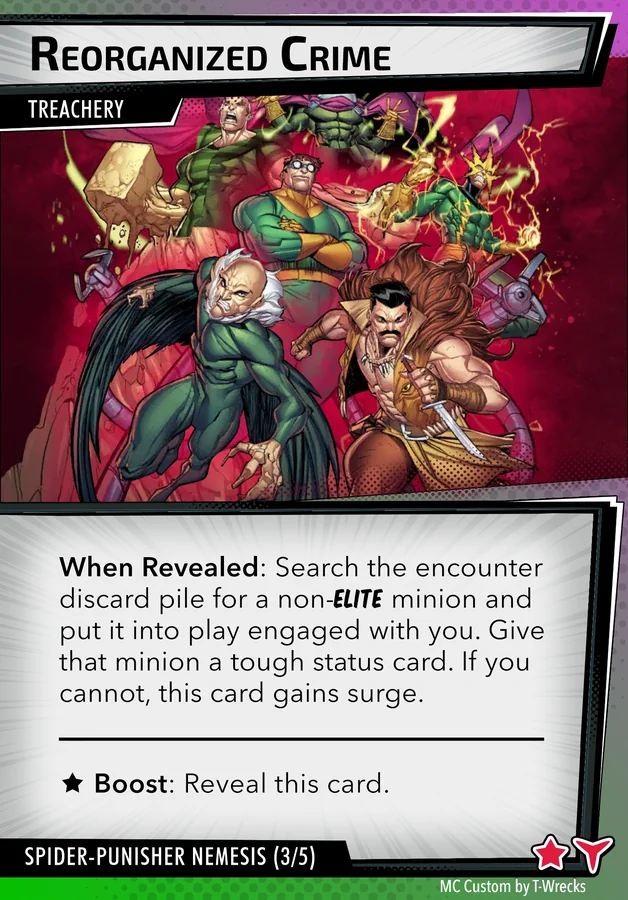 Reorganized Crime
TREACHERY
When Revealed: Search the encounter
discard pile for a non-ELITE minion and
put it into play engaged with you. Give
that minion a tough status card. If you
cannot, this card gains surge.
★ Boost: Reveal this card.
SPIDER-PUNISHER NEMESIS (3/5)
MC Custom by T-Wrecks